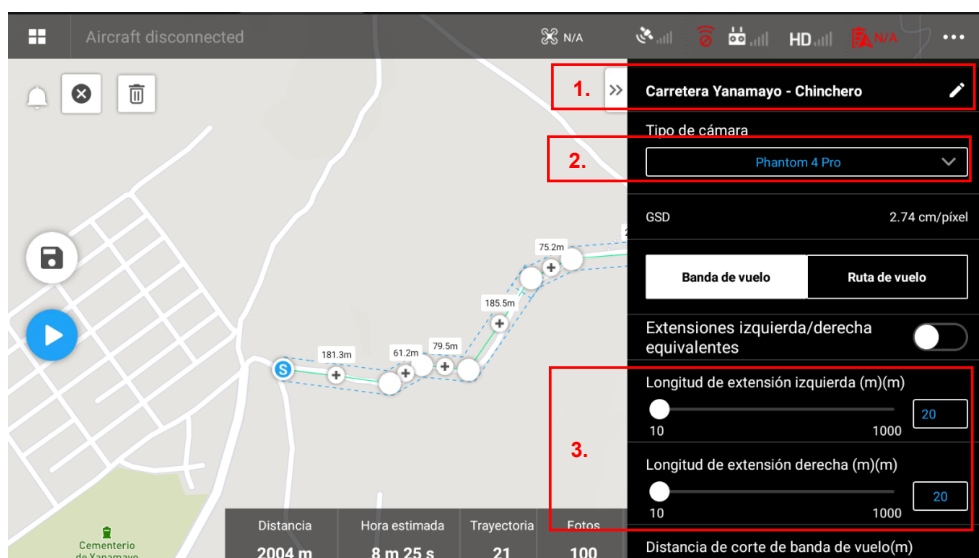 Aircraft disconnected
N/A
HD
N/A
1.
Carretera Yanamayo - Chinchero
Tipo de cámara
2.
Phantom 4 Pro
GSD
2.74 cm/píxel
Banda de vuelo
Ruta de vuelo
Extensiones izquierda/derecha
equivalentes
75.2m
185.5m
79.5m
61.2m
181.3m
S
3.
Longitud de extensión izquierda (m)(m)
20
10
1000
Longitud de extensión derecha (m)(m)
20
10
1000
Distancia de corte de banda de vuelo(m)
Cementerio
de Yanamayo
Distancia
Hora estimada
Trayectoria
Fotos
2004 m
8 m 25 s
21
100